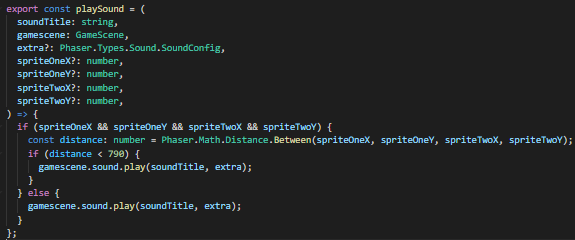 export const playSound = (
  soundTitle: string,
  gamescene: GameScene,
  extra?: Phaser.Types.Sound.SoundConfig,
  spriteOneX?: number,
  spriteOneY?: number,
  spriteTwoX?: number,
  spriteTwoY?: number,
) => {
  if (spriteOneX && spriteOneY && spriteTwoX && spriteTwoY) {
    const distance: number = Phaser.Math.Distance.Between(spriteOneX, spriteOneY, spriteTwoX, spriteTwoY);
    if (distance < 790) {
      gamescene.sound.play(soundTitle, extra);
    }
  } else {
    gamescene.sound.play(soundTitle, extra);
  }
};